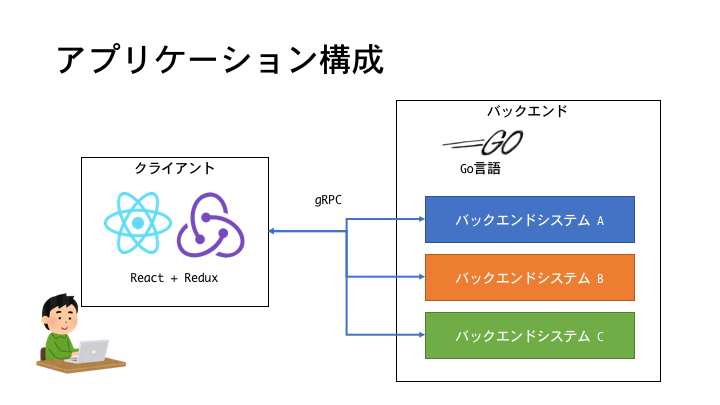 アプリケーション構成
クライアント
React + Redux
gRPC
バックエンド
GO
Go言語
バックエンドシステム A
バックエンドシステム B
バックエンドシステム C